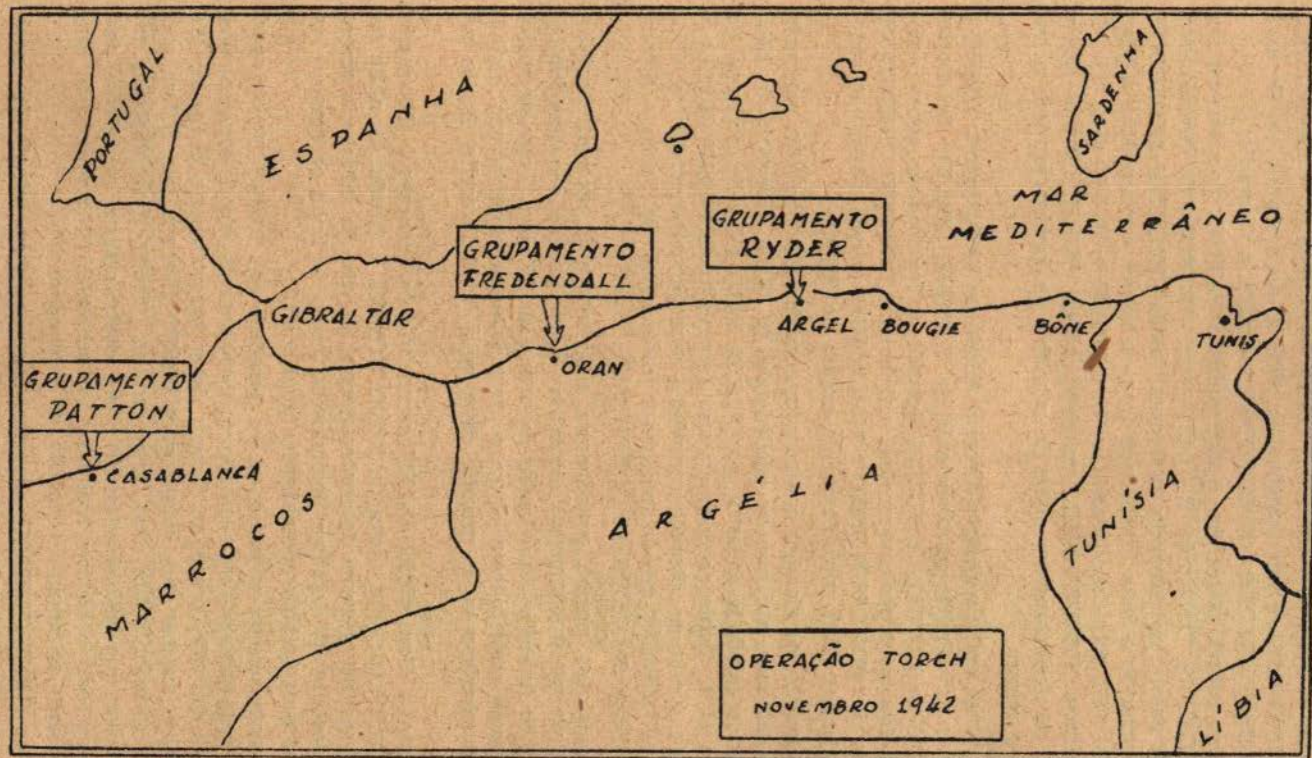 PORTUGAL
ESPANHA
SARDENHA
MAR
MEDITERRÂNEO
GRUPAMENTO
RYDER
GRUPAMENTO
FREDENDALL
GIBRALTAR
ARGEL
BOUGIE
BÔNE
TUNIS
ORAN
GRUPAMENTO
PATTON
CASABLANCA
MARROCOS
ARGÉLIA
TUNÍSIA
LÍBIA
OPERAÇÃO TORCH
NOVEMBRO 1942